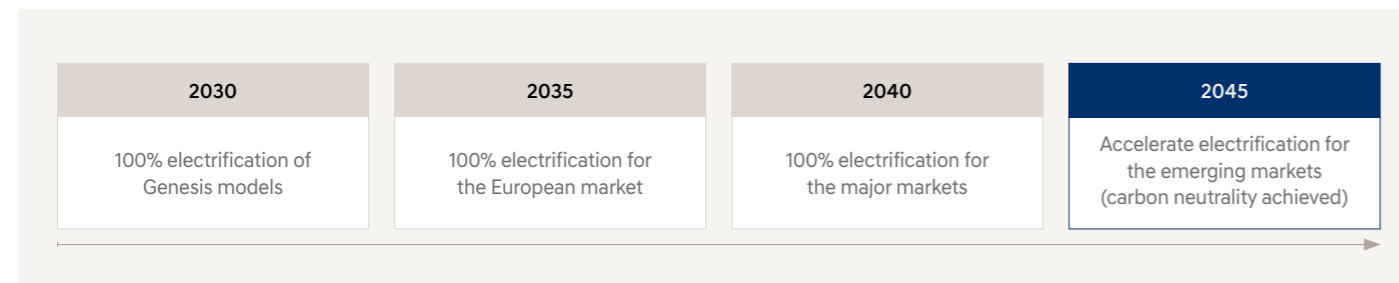 2030
100% electrification of
Genesis models
2035
100% electrification for
the European market
2040
100% electrification for
the major markets
2045
Accelerate electrification for
the emerging markets
(carbon neutrality achieved)